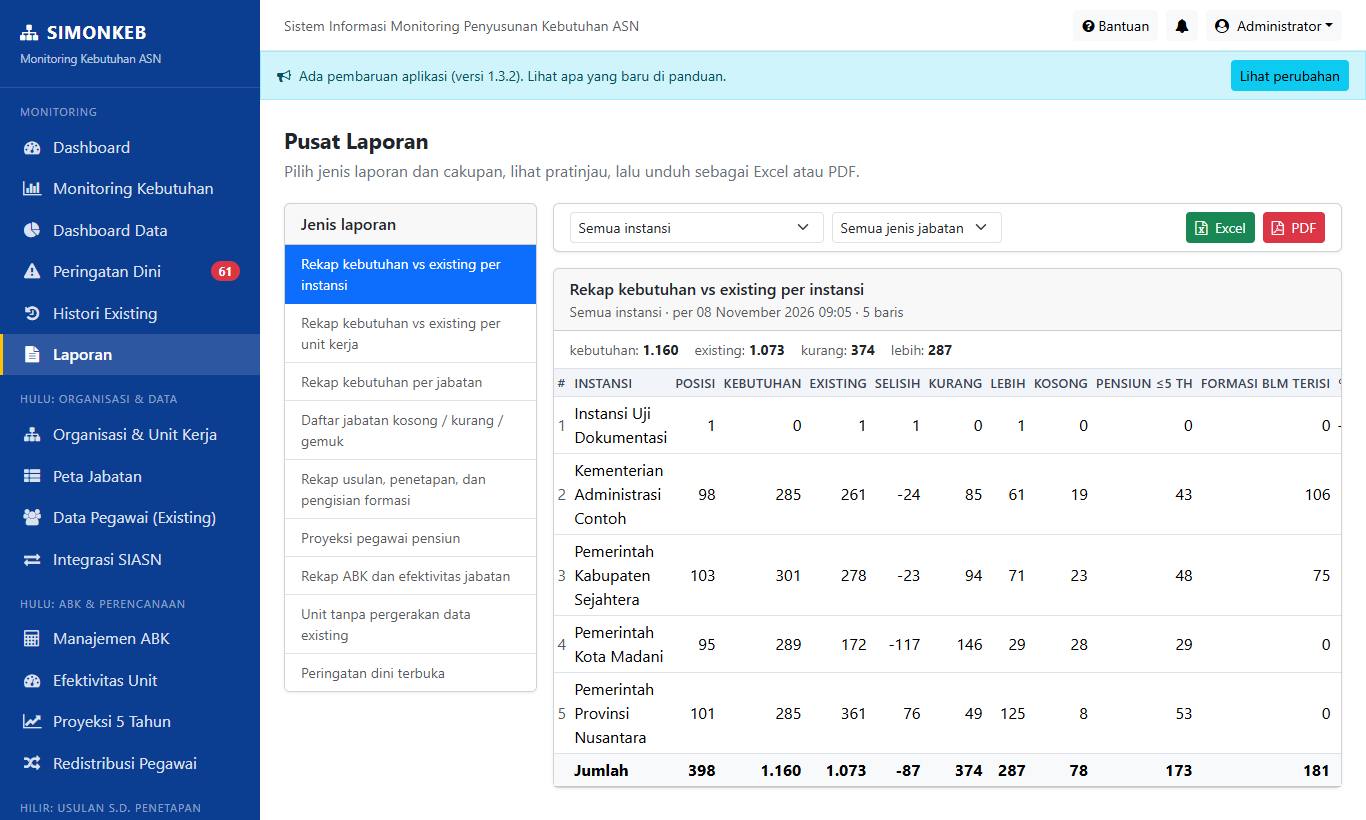 SIMONKEB
Monitoring Kebutuhan ASN
MONITORING
Dashboard
Monitoring Kebutuhan
Dashboard Data
Peringatan Dini 61
Histori Existing
Laporan
HULU: ORGANISASI & DATA
Organisasi & Unit Kerja
Peta Jabatan
Data Pegawai (Existing)
Integrasi SIASN
HULU: ABK & PERENCANAAN
Manajemen ABK
Efektivitas Unit
Proyeksi 5 Tahun
Redistribusi Pegawai
HILIR: USULAN S.D. PENETAPAN
Sistem Informasi Monitoring Penyusunan Kebutuhan ASN
Bantuan
Administrator
Ada pembaruan aplikasi (versi 1.3.2). Lihat apa yang baru di panduan.
Lihat perubahan
Pusat Laporan
Pilih jenis laporan dan cakupan, lihat pratinjau, lalu unduh sebagai Excel atau PDF.
Jenis laporan
Rekap kebutuhan vs existing per
instansi
Rekap kebutuhan vs existing per
unit kerja
Rekap kebutuhan per jabatan
Daftar jabatan kosong / kurang /
gemuk
Rekap usulan, penetapan, dan
pengisian formasi
Proyeksi pegawai pensiun
Rekap ABK dan efektivitas jabatan
Unit tanpa pergerakan data
existing
Peringatan dini terbuka
Semua instansi
Semua jenis jabatan
Excel
PDF
Rekap kebutuhan vs existing per instansi
Semua instansi · per 08 November 2026 09:05 · 5 baris
kebutuhan: 1.160 existing: 1.073 kurang: 374 lebih: 287
# INSTANSI POSISI KEBUTUHAN EXISTING SELISIH KURANG LEBIH KOSONG PENSIUN ≤5 TH FORMASI BLM TERISI
1 Instansi Uji
Dokumentasi 1 0 1 1 0 1 0 0 0
2 Kementerian
Administrasi
Contoh 98 285 261 -24 85 61 19 43 106
3 Pemerintah
Kabupaten
Sejahtera 103 301 278 -23 94 71 23 48 75
4 Pemerintah
Kota Madani 95 289 172 -117 146 29 28 29 0
5 Pemerintah
Provinsi
Nusantara 101 285 361 76 49 125 8 53 0
Jumlah 398 1.160 1.073 -87 374 287 78 173 181